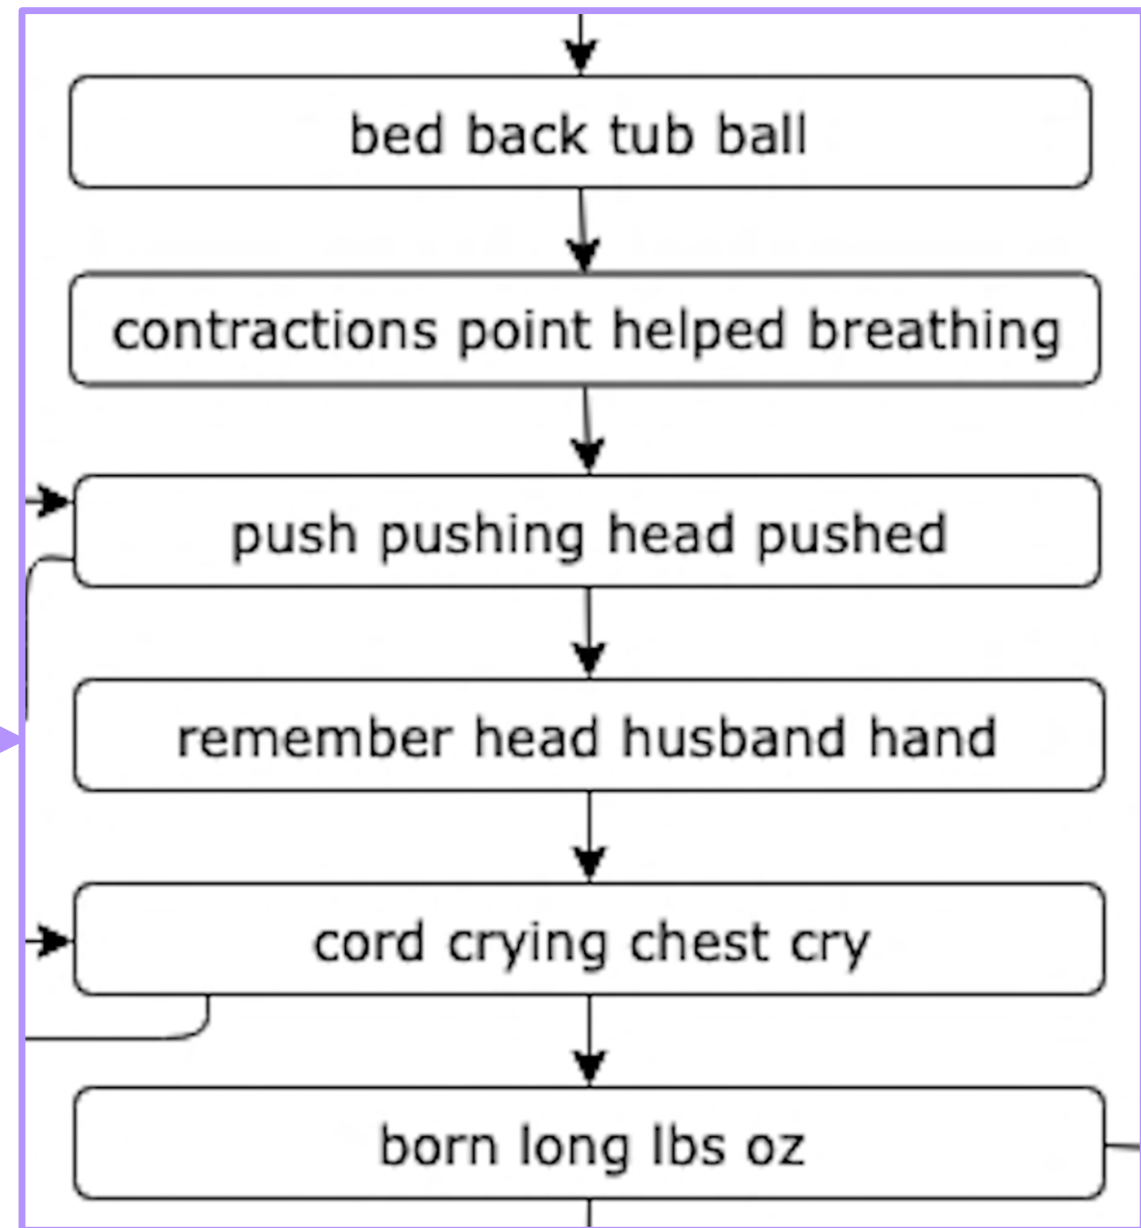 bed back tub ball
contractions point helped breathing
push pushing head pushed
remember head husband hand
cord crying chest cry
born long lbs oz